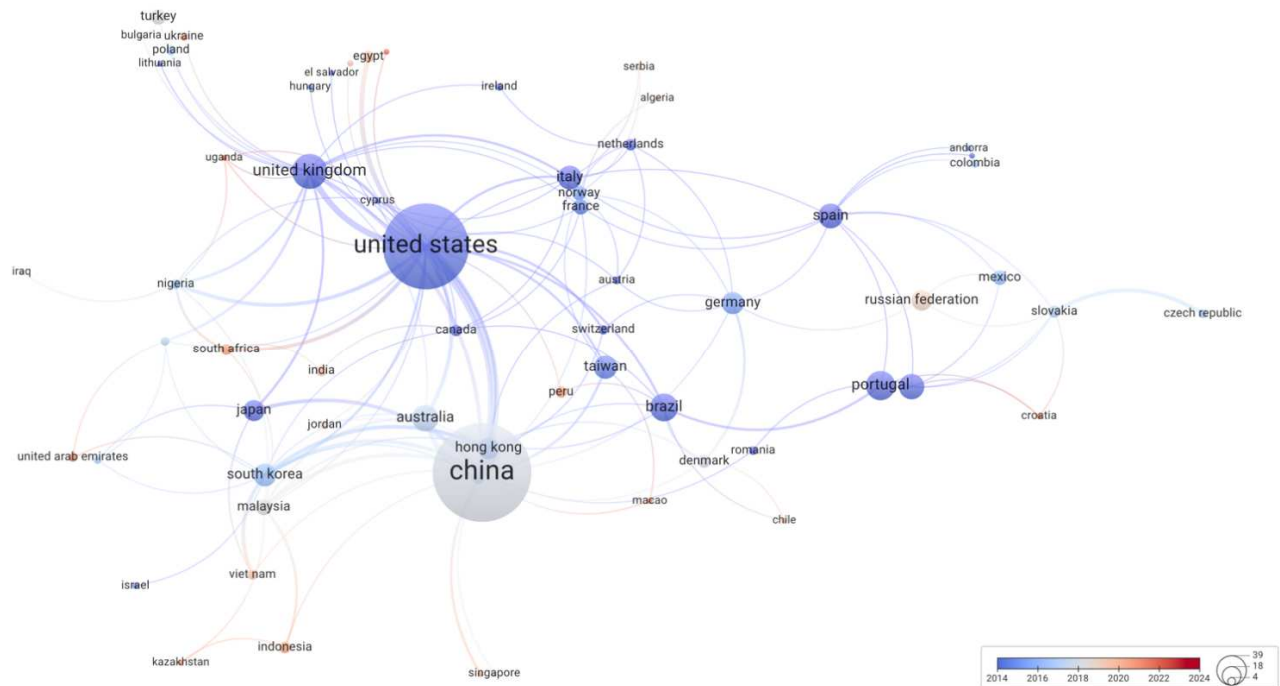 turkey
bulgaria ukraine
poland
lithuania
egypt
el salvador
hungary
ireland
serbia
algeria
netherlands
andorra
colombia
uganda
united kingdom
italy
norway
france
cyprus
spain
united states
iraq
nigeria
austria
mexico
germany
russian federation
slovakia
czech republic
canada
switzerland
south africa
taiwan
india
peru
portugal
japan
jordan
australia
brazil
croatia
hong kong
romania
united arab emirates
denmark
south korea
china
malaysia
macao
chile
viet nam
israel
indonesia
kazakhstan
singapore
39
18
4
2014 2016 2018 2020 2022 2024